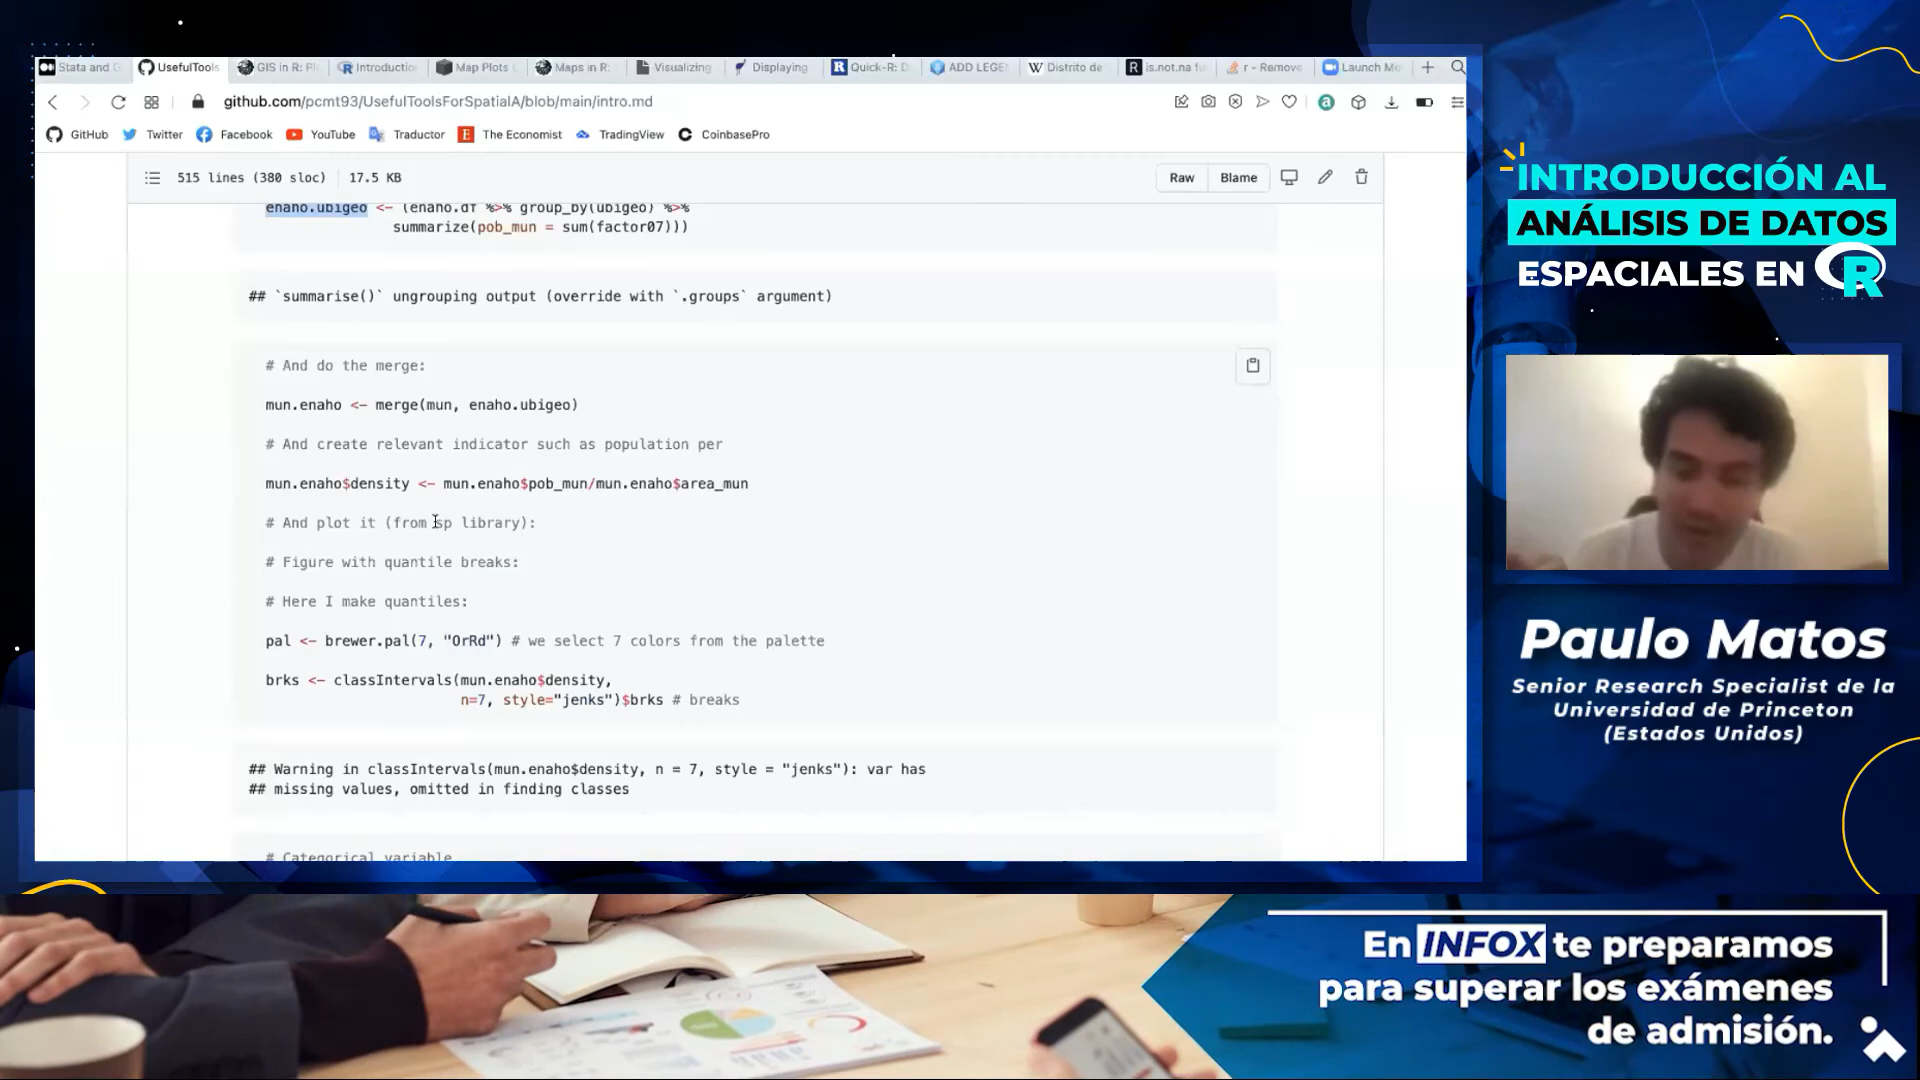 Stata and G
UsefulTools
GIS in R: Pl
Introduction
Map Plots
Maps in R:
Visualizing
Displaying
Quick-R: D
ADD LEGE
Distrito de
is.not.na fu
r - Remove
Launch Me
github.com/pcmt93/UsefulToolsForSpatialA/blob/main/intro.md
GitHub
Twitter
Facebook
YouTube
Traductor
The Economist
TradingView
CoinbasePro
515 lines (380 sloc)
17.5 KB
Raw
Blame
enaho.ubigeo <- (enaho.df %>% group_by(ubigeo) %>%
summarize(pob_mun = sum(factor07)))
## `summarise()` ungrouping output (override with `.groups` argument)
# And do the merge:
mun.enaho <- merge(mun, enaho.ubigeo)
# And create relevant indicator such as population per
mun.enaho$density <- mun.enaho$pob_mun/mun.enaho$area_mun
# And plot it (from sp library):
# Figure with quantile breaks:
# Here I make quantiles:
pal <- brewer.pal(7, "OrRd") # we select 7 colors from the palette
brks <- classIntervals(mun.enaho$density,
n=7, style="jenks")$brks # breaks
## Warning in classIntervals(mun.enaho$density, n = 7, style = "jenks"): var has
## missing values, omitted in finding classes
# Categorical variable
INTRODUCCIÓN AL
ANÁLISIS DE DATOS
ESPACIALES EN R
Paulo Matos
Senior Research Specialist de la
Universidad de Princeton
(Estados Unidos)
En INFOX te preparamos
para superar los exámenes
de admisión.